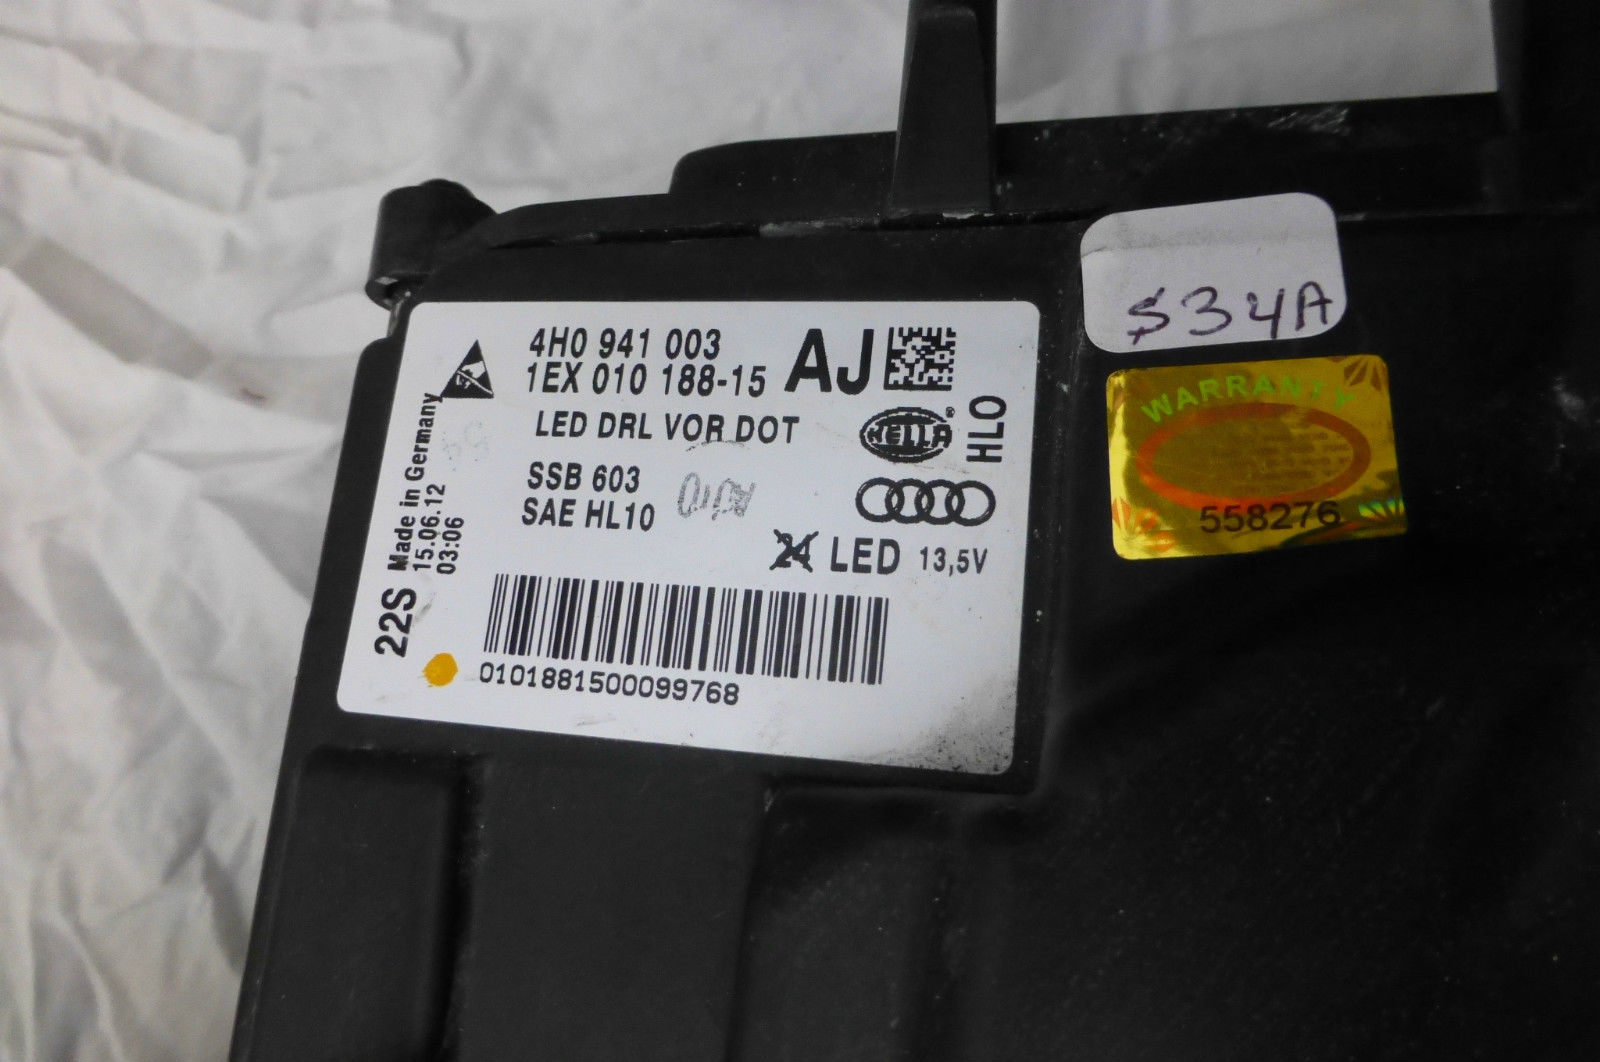 4H0 941 003
1EX 010 188-15
AJ
LED DRL VOR DOT
HELLA®
HLO
SSB 603
SAE HL10
24 LED 13,5V
Made in Germany
15.06.12
03:06
22S
0101881500099768
S34A
WARRANTY
558276